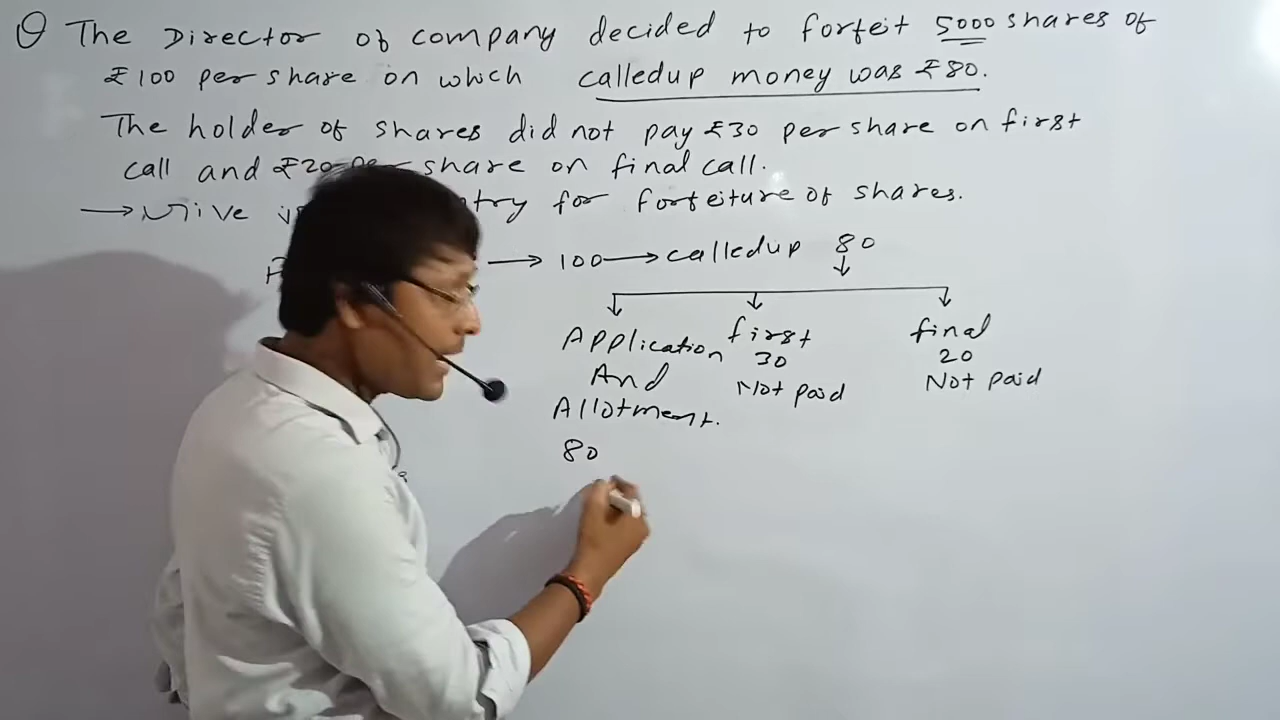 Q The Director of company decided to forfeit 5000 shares of
₹100 per share on which calledup money was ₹80.
The holder of shares did not pay ₹30 per share on first
call and ₹20 per share on final call.
→ Give for forfeiture of shares.
→ 100 → calledup 80
Application first final
30 20
And Not paid Not paid
Allotment.
80